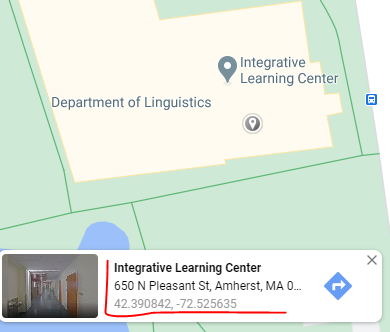 Integrative
Learning Center
Department of Linguistics
Integrative Learning Center
650 N Pleasant St, Amherst, MA 0...
42.390842, -72.525635